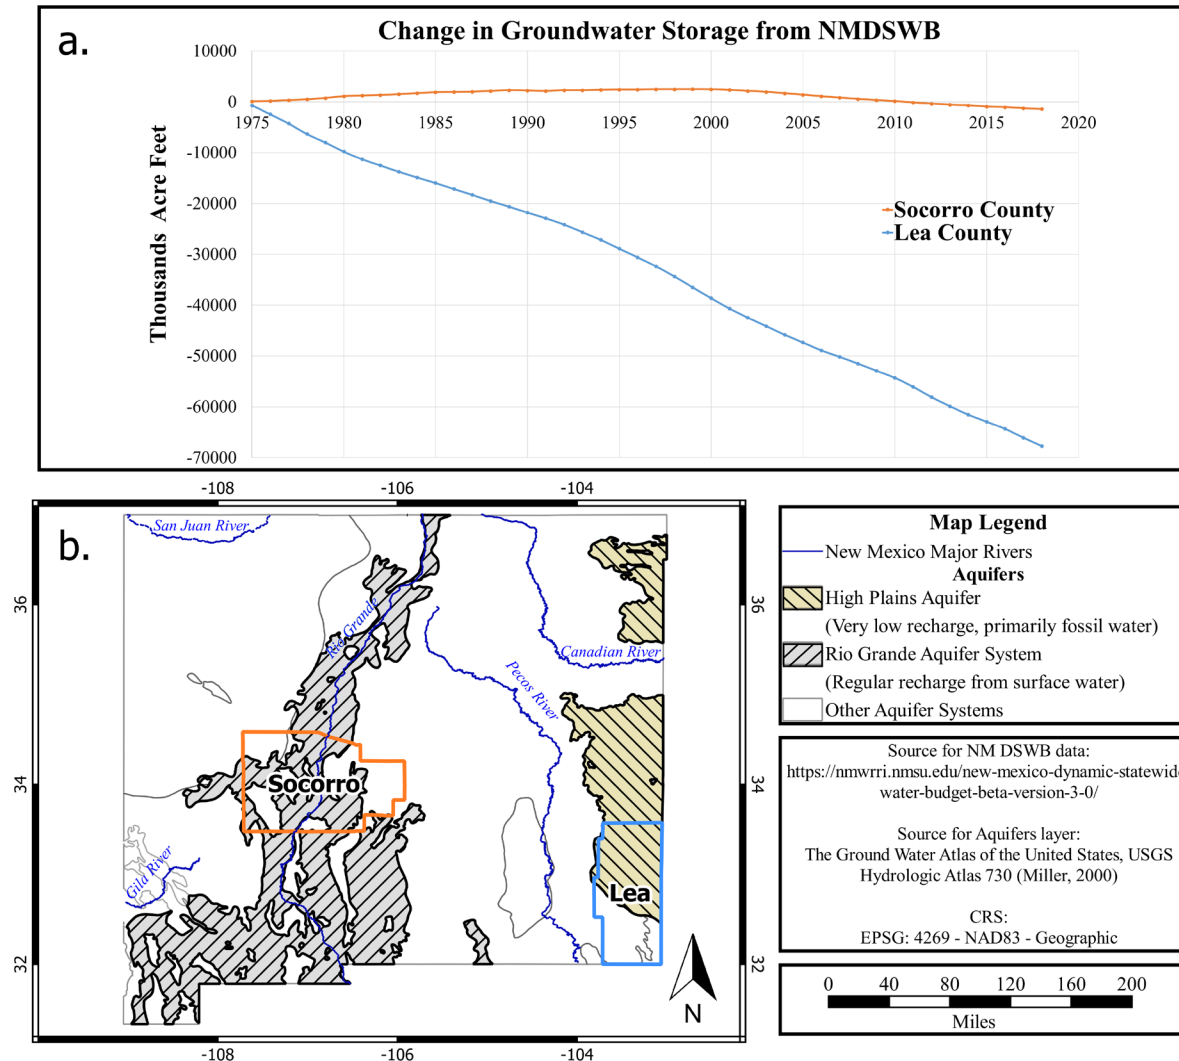 a.
Change in Groundwater Storage from NMDSWB
10000
0
-10000
-20000
-30000
-40000
-50000
-60000
-70000
Thousands Acre Feet
1975
1980
1985
1990
1995
2000
2005
2010
2015
2020
Socorro County
Lea County
b.
-108
-106
-104
36
34
32
36
34
32
-108
-106
-104
San Juan River
Rio Grande
Canadian River
Pecos River
Gila River
Socorro
Lea
N
Map Legend
New Mexico Major Rivers
Aquifers
High Plains Aquifer
(Very low recharge, primarily fossil water)
Rio Grande Aquifer System
(Regular recharge from surface water)
Other Aquifer Systems
Source for NM DSWB data:
https://nmwrri.nmsu.edu/new-mexico-dynamic-statewide
water-budget-beta-version-3-0/
Source for Aquifers layer:
The Ground Water Atlas of the United States, USGS
Hydrologic Atlas 730 (Miller, 2000)
CRS:
EPSG: 4269 - NAD83 - Geographic
0 40 80 120 160 200
Miles